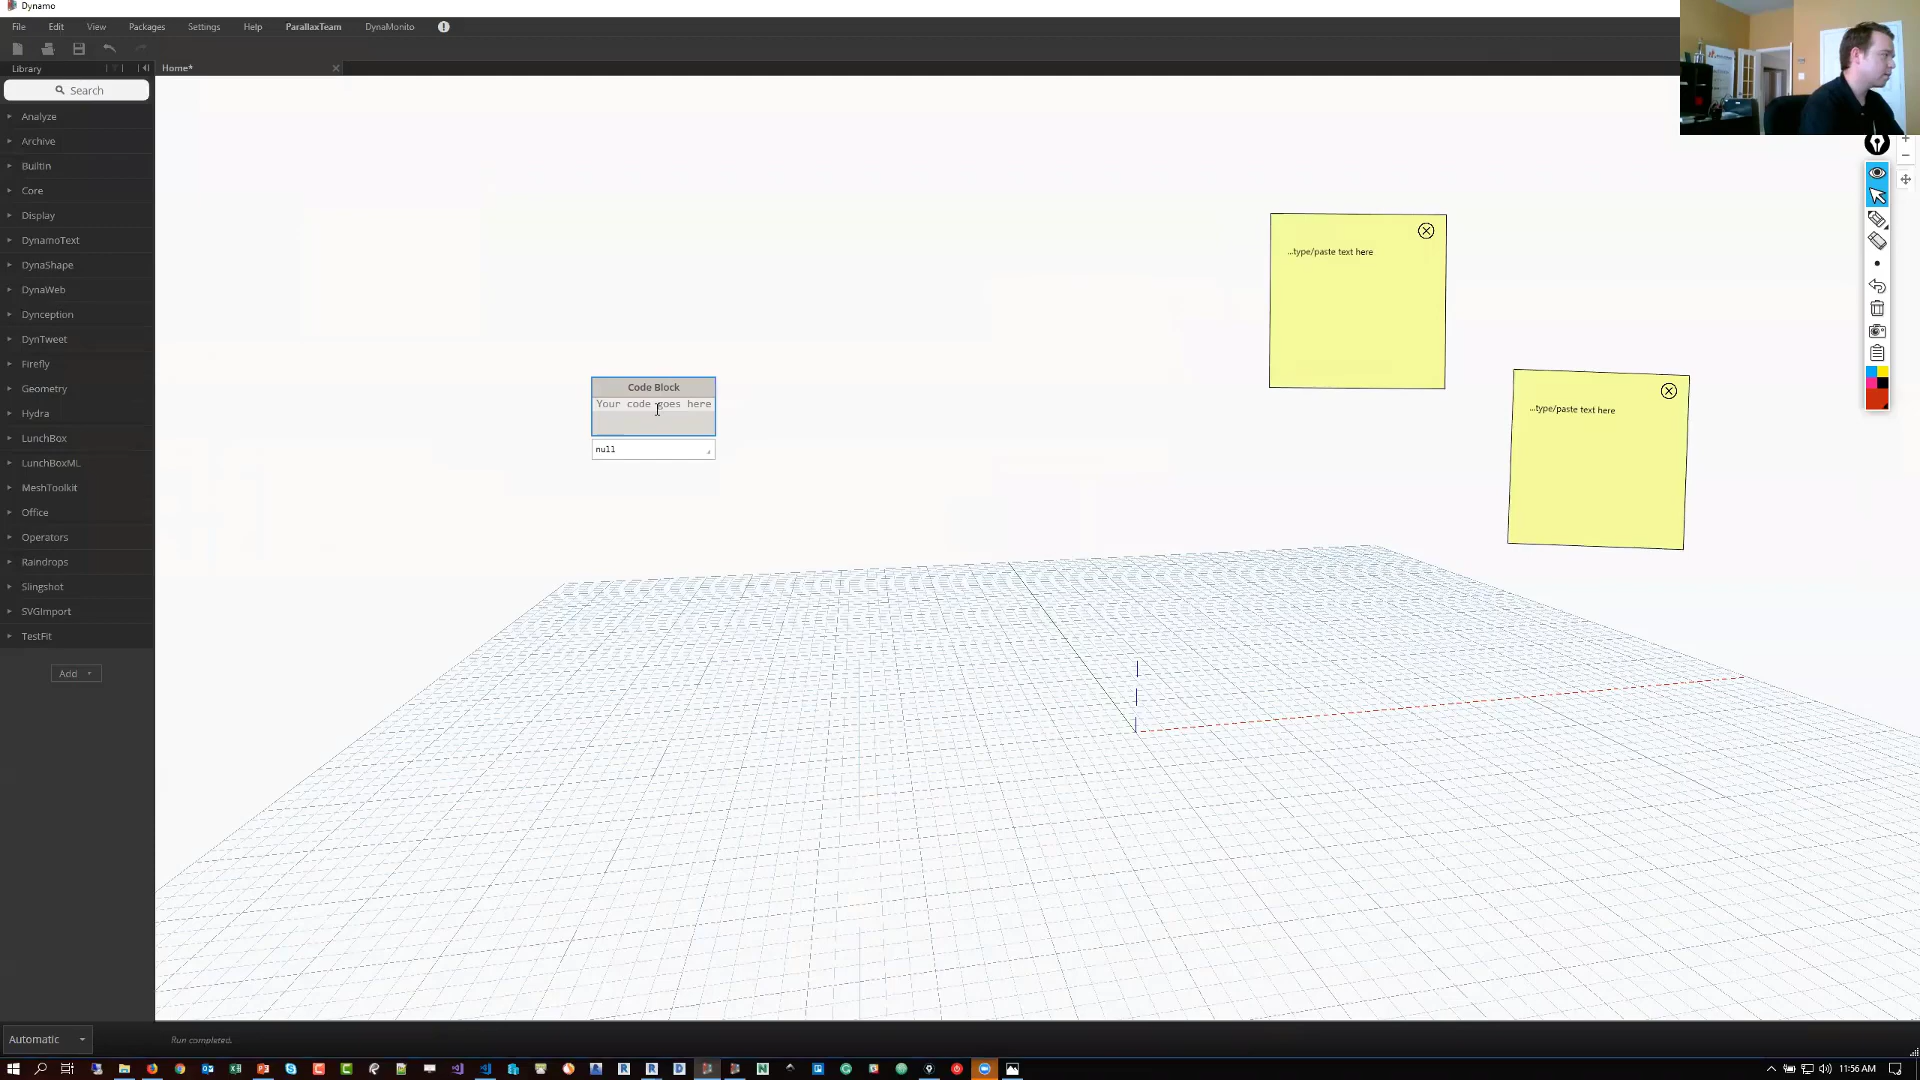 Dynamo
File Edit View Packages Settings Help ParallaxTeam DynaMonito
Library
Home*
Search
Analyze
Archive
BuiltIn
Core
Display
DynamoText
DynaShape
DynaWeb
Dynception
DynTweet
Firefly
Geometry
Hydra
LunchBox
LunchBoxML
MeshToolkit
Office
Operators
Raindrops
Slingshot
SVGImport
TestFit
Add
Code Block
Your code goes here
null
...type/paste text here
...type/paste text here
Automatic
Run completed.
11:56 AM